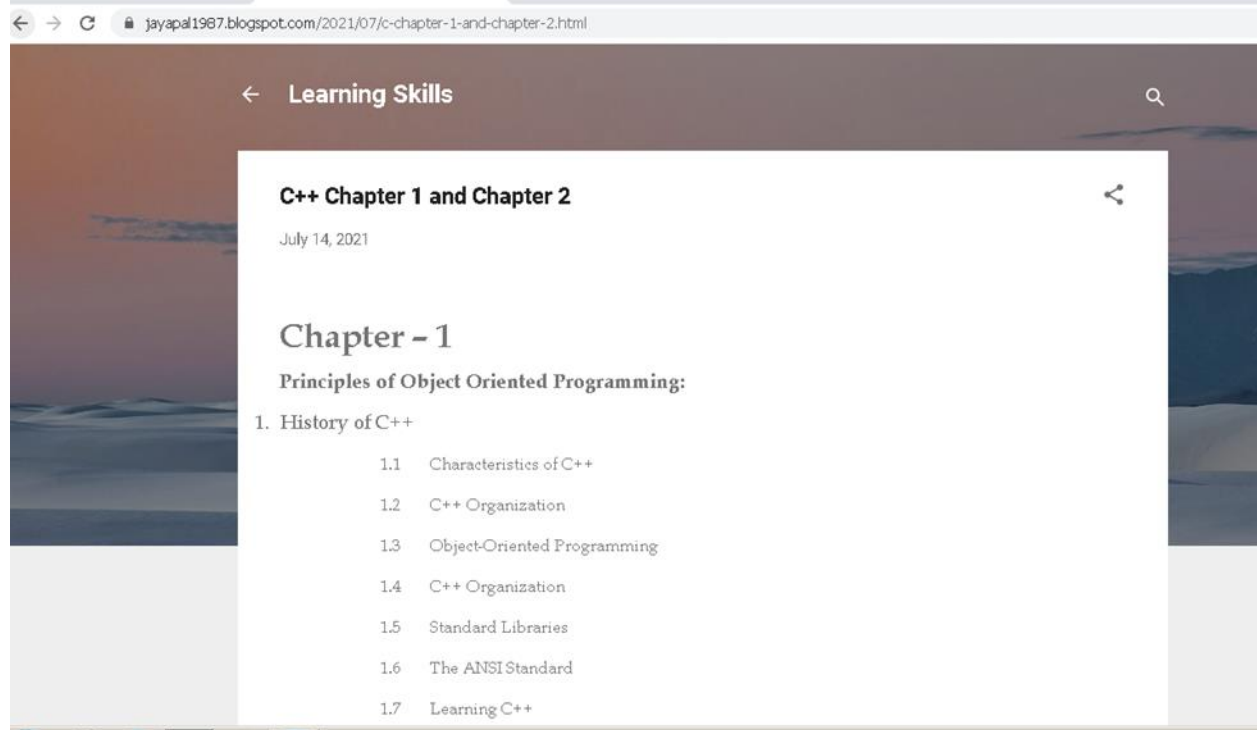 jayapal1987.blogspot.com/2021/07/c-chapter-1-and-chapter-2.html
Learning Skills
C++ Chapter 1 and Chapter 2
July 14, 2021
Chapter – 1
Principles of Object Oriented Programming:
1. History of C++
1.1 Characteristics of C++
1.2 C++ Organization
1.3 Object-Oriented Programming
1.4 C++ Organization
1.5 Standard Libraries
1.6 The ANSI Standard
1.7 Learning C++